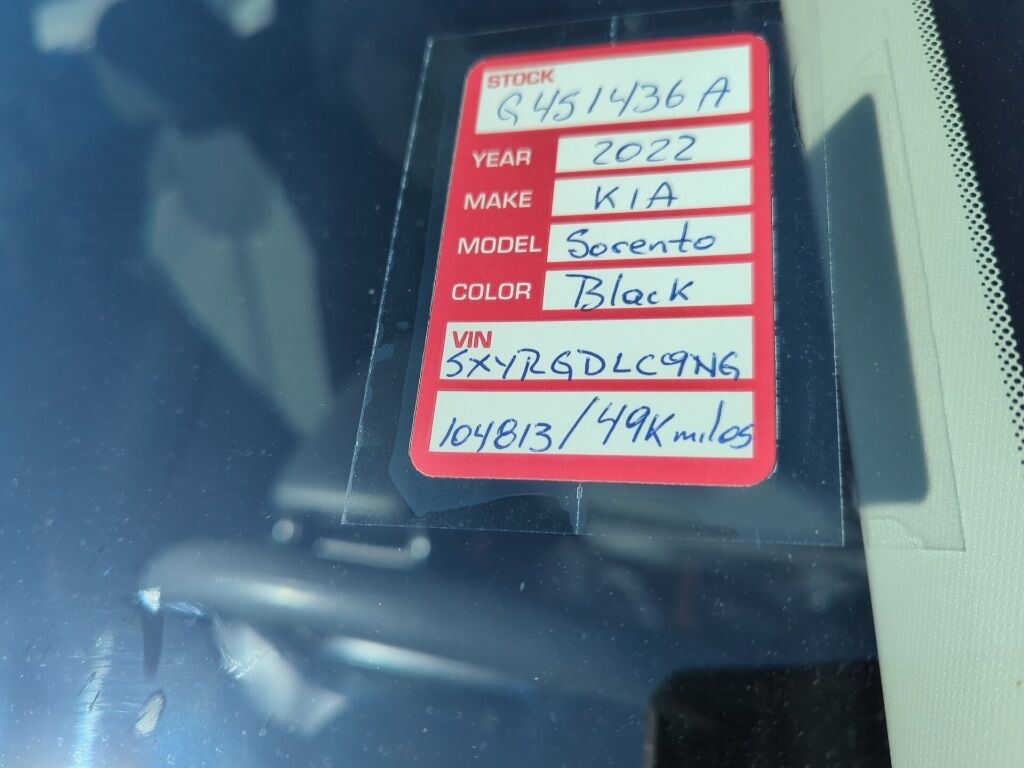 STOCK
G451436A
YEAR 2022
MAKE KIA
MODEL Sorento
COLOR Black
VIN
5XYRGDLC9NG
104813/49K miles